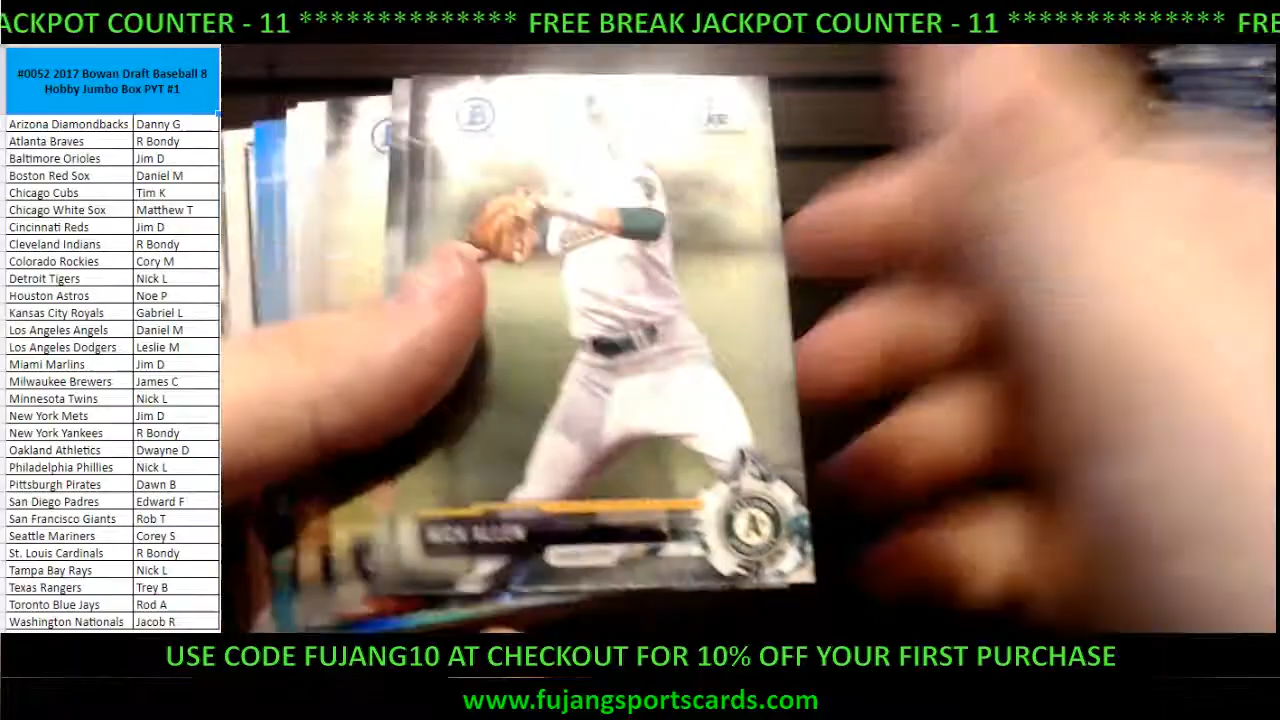 ACKPOT COUNTER - 11 ************** FREE BREAK JACKPOT COUNTER - 11 ************** FRE
#0052 2017 Bowan Draft Baseball 8
Hobby Jumbo Box PYT #1
Arizona Diamondbacks Danny G
Atlanta Braves R Bondy
Baltimore Orioles Jim D
Boston Red Sox Daniel M
Chicago Cubs Tim K
Chicago White Sox Matthew T
Cincinnati Reds Jim D
Cleveland Indians R Bondy
Colorado Rockies Cory M
Detroit Tigers Nick L
Houston Astros Noe P
Kansas City Royals Gabriel L
Los Angeles Angels Daniel M
Los Angeles Dodgers Leslie M
Miami Marlins Jim D
Milwaukee Brewers James C
Minnesota Twins Nick L
New York Mets Jim D
New York Yankees R Bondy
Oakland Athletics Dwayne D
Philadelphia Phillies Nick L
Pittsburgh Pirates Dawn B
San Diego Padres Edward F
San Francisco Giants Rob T
Seattle Mariners Corey S
St. Louis Cardinals R Bondy
Tampa Bay Rays Nick L
Texas Rangers Trey B
Toronto Blue Jays Rod A
Washington Nationals Jacob R
B
NICK ALLEN
A's
USE CODE FUJANG10 AT CHECKOUT FOR 10% OFF YOUR FIRST PURCHASE
www.fujangsportscards.com